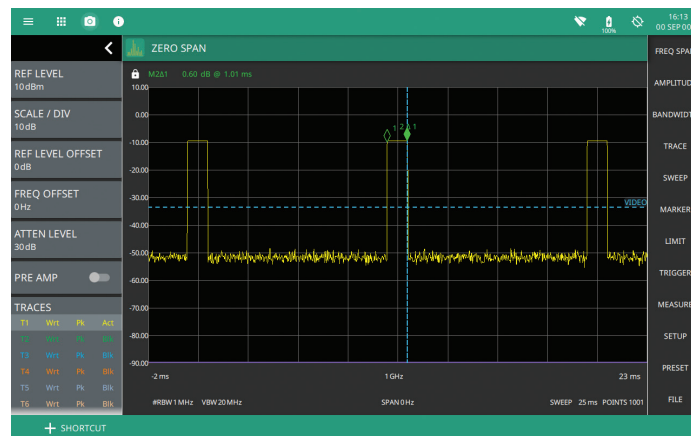 100%
16:13
00 SEP 00
ZERO SPAN
FREQ SPAN
REF LEVEL
10 dBm
M2Δ1 0.60 dB @ 1.01 ms
AMPLITUD
SCALE / DIV
10 dB
BANDWIDT
REF LEVEL OFFSET
0 dB
TRACE
FREQ OFFSET
0 Hz
SWEEP
MARKER
ATTEN LEVEL
30 dB
LIMIT
PRE AMP
TRIGGER
TRACES
MEASURE
T1 Wrt Pk Act
T2 Wrt Pk Blk
T3 Wrt Pk Blk
T4 Wrt Pk Blk
T5 Wrt Pk Blk
T6 Wrt Pk Blk
SETUP
PRESET
FILE
10.00
0.00
-10.00
-20.00
-30.00
-40.00
-50.00
-60.00
-70.00
-80.00
-90.00
1 2 Δ 1
VIDEO
-2 ms 1 GHz 23 ms
#RBW 1 MHz VBW 20 MHz SPAN 0 Hz SWEEP 25 ms POINTS 1001
+ SHORTCUT